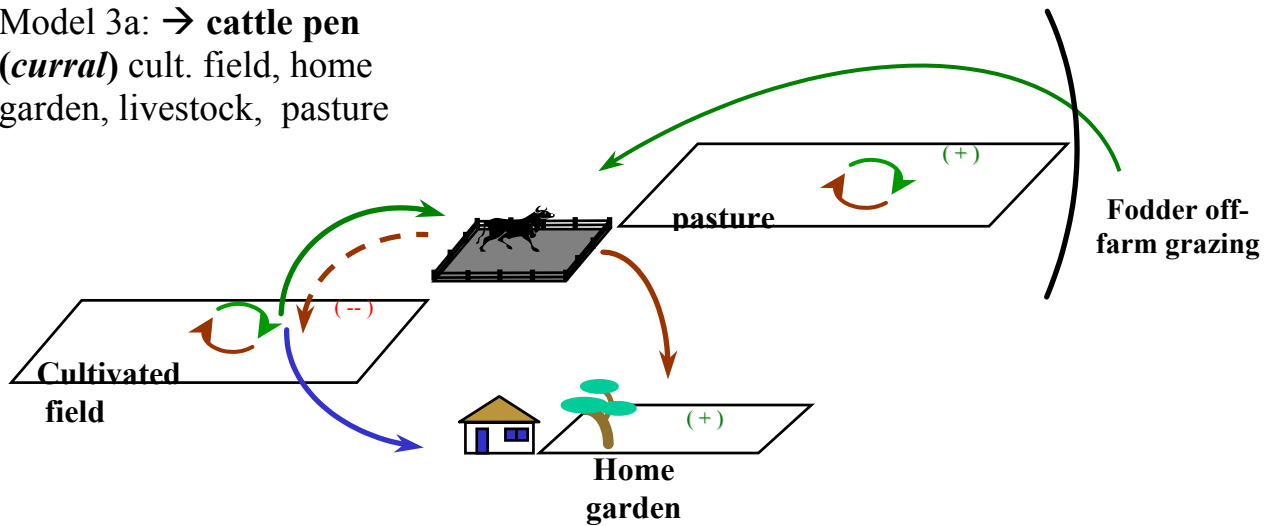 Model 3a: → cattle pen
(curral) cult. field, home
garden, livestock, pasture
( + )
pasture
Fodder off-
farm grazing
( -- )
Cultivated
field
( + )
Home
garden